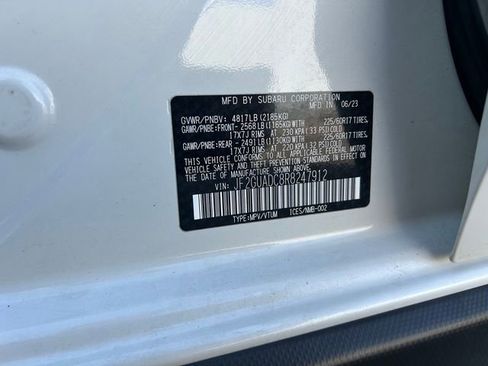 MFD BY SUBARU CORPORATION 06/23
GVWR/PNBV: 4817LB(2185KG)
GAWR/PNBE:FRONT- 2568LB(1165KG)WITH 225/60R17 TIRES,
17X7J RIMS AT 230 KPA(33 PSI)COLD
GAWR/PNBE:REAR - 2491LB(1130KG)WITH 225/60R17 TIRES,
17X7J RIMS AT 220 KPA(32 PSI)COLD
THIS VEHICLE CONFORMS TO ALL APPLICABLE FEDERAL MOTOR
VEHICLE SAFETY AND THEFT PREVENTION STANDARDS
IN EFFECT ON THE DATE OF MANUFACTURE SHOWN ABOVE.
VIN: JF2GUADC8R8247912
TYPE:MPV/VTUM ICES/NMB-002